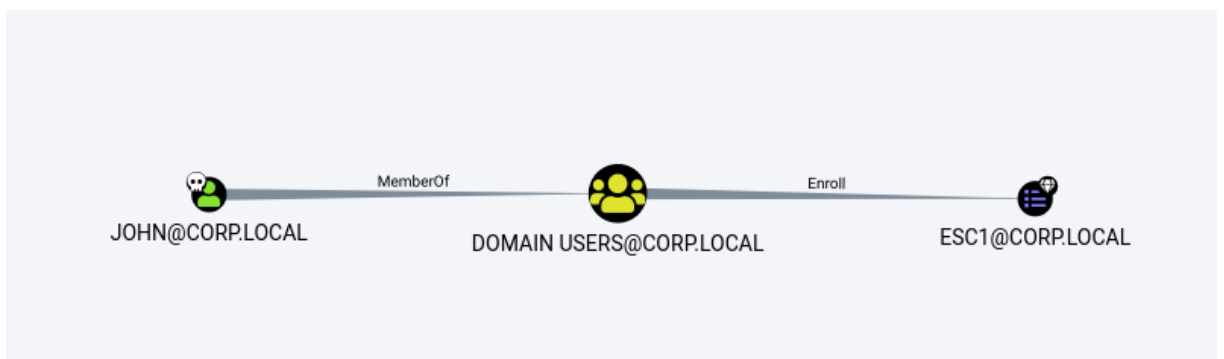 MemberOf
Enroll
JOHN@CORP.LOCAL
DOMAIN USERS@CORP.LOCAL
ESC1@CORP.LOCAL